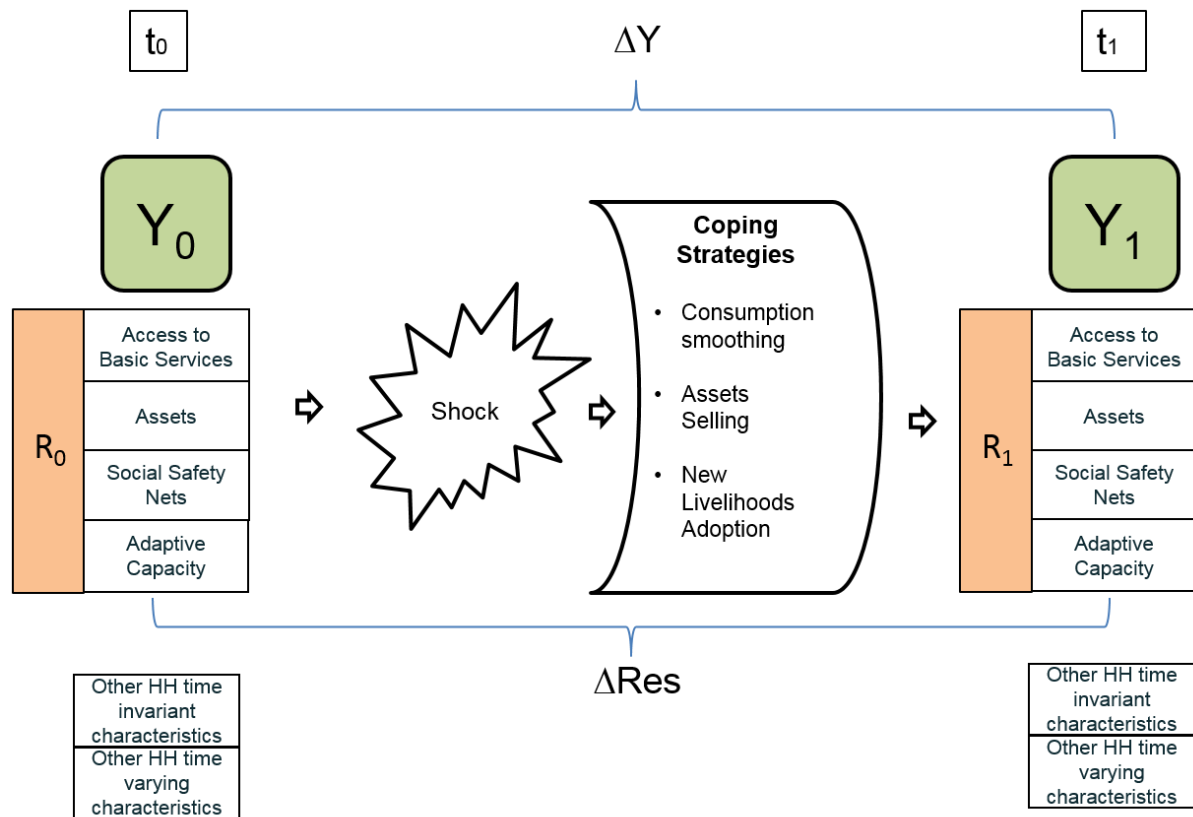 t₀
ΔY
t₁
Y₀
Y₁
R₀
Access to
Basic Services
Assets
Social Safety
Nets
Adaptive
Capacity
Shock
Coping
Strategies
• Consumption
smoothing
• Assets
Selling
• New
Livelihoods
Adoption
R₁
Access to
Basic Services
Assets
Social Safety
Nets
Adaptive
Capacity
ΔRes
Other HH time
invariant
characteristics
Other HH time
varying
characteristics
Other HH time
invariant
characteristics
Other HH time
varying
characteristics